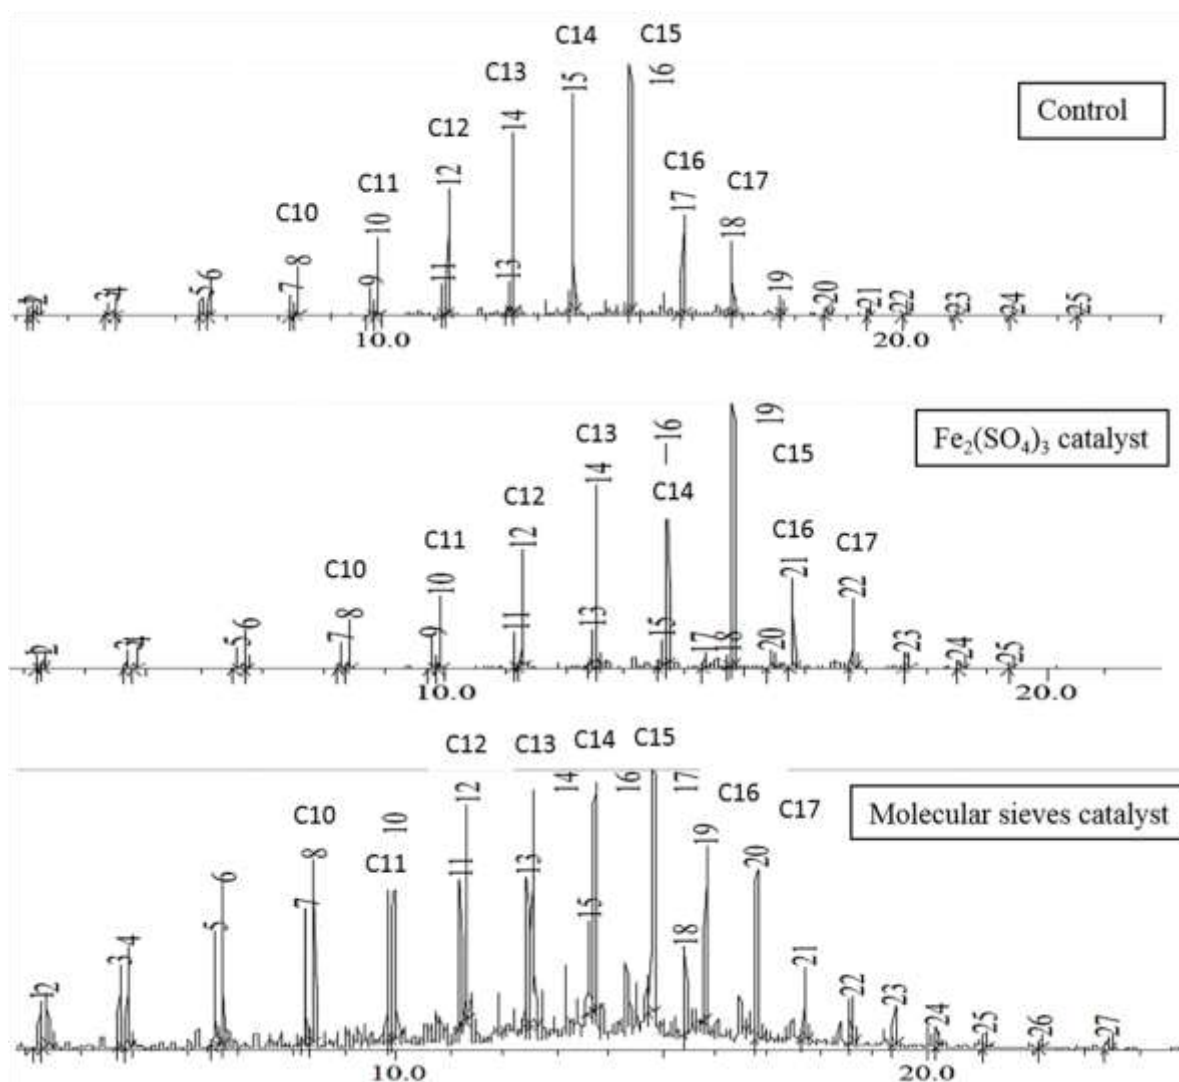 C14 C15
C13 15 16
Control
C12 14
C11 12 C16
C10 10 17 C17
8 18
1 2 3 4 5 6 7 9 11 13 19 20 21 22 23 24 25
10.0 20.0
16 19
Fe2(SO4)3 catalyst
C13 14 C15
C12 C14
C11 12 C16 C17
C10 10 21 22
8
1 2 3 4 5 6 7 9 11 13 15 17 18 20 23 24 25
10.0 20.0
C12 C13 C14 C15
12 14 16 17 C16
C10 10 C17
Molecular sieves catalyst
8 C11 11 13 19 20
6 7 15
3 4 5 18 21
1 2 22 23 24 25 26 27
10.0 20.0